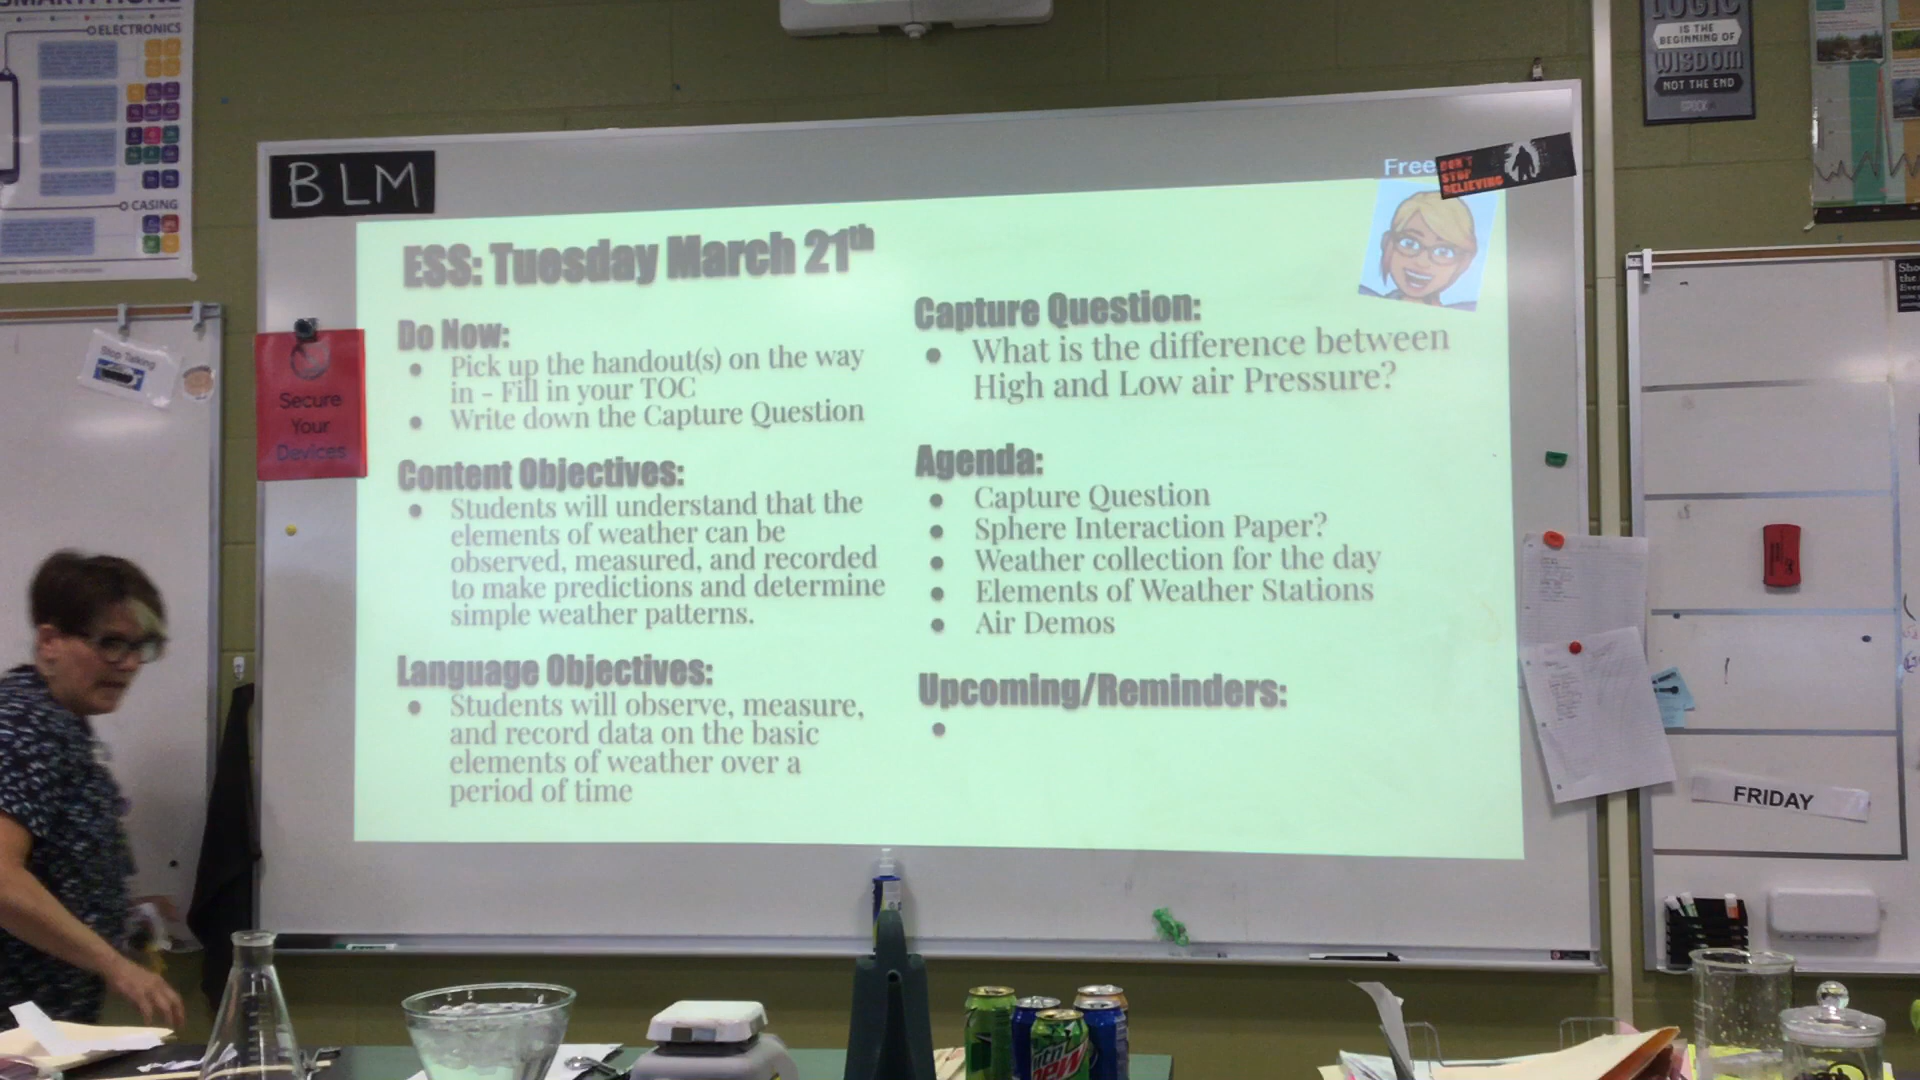 ELECTRONICS
CASING
BLM
Stop Talking
Secure
Your
Devices
ESS: Tuesday March 21th
Do Now:
Pick up the handout(s) on the way
in - Fill in your TOC
Write down the Capture Question
Content Objectives:
Students will understand that the
elements of weather can be
observed, measured, and recorded
to make predictions and determine
simple weather patterns.
Language Objectives:
Students will observe, measure,
and record data on the basic
elements of weather over a
period of time
Free
DON'T
STOP
BELIEVING
Capture Question:
What is the difference between
High and Low air Pressure?
Agenda:
Capture Question
Sphere Interaction Paper?
Weather collection for the day
Elements of Weather Stations
Air Demos
Upcoming/Reminders:
LOGIC
IS THE
BEGINNING OF
WISDOM
NOT THE END
SPOCK
FRIDAY